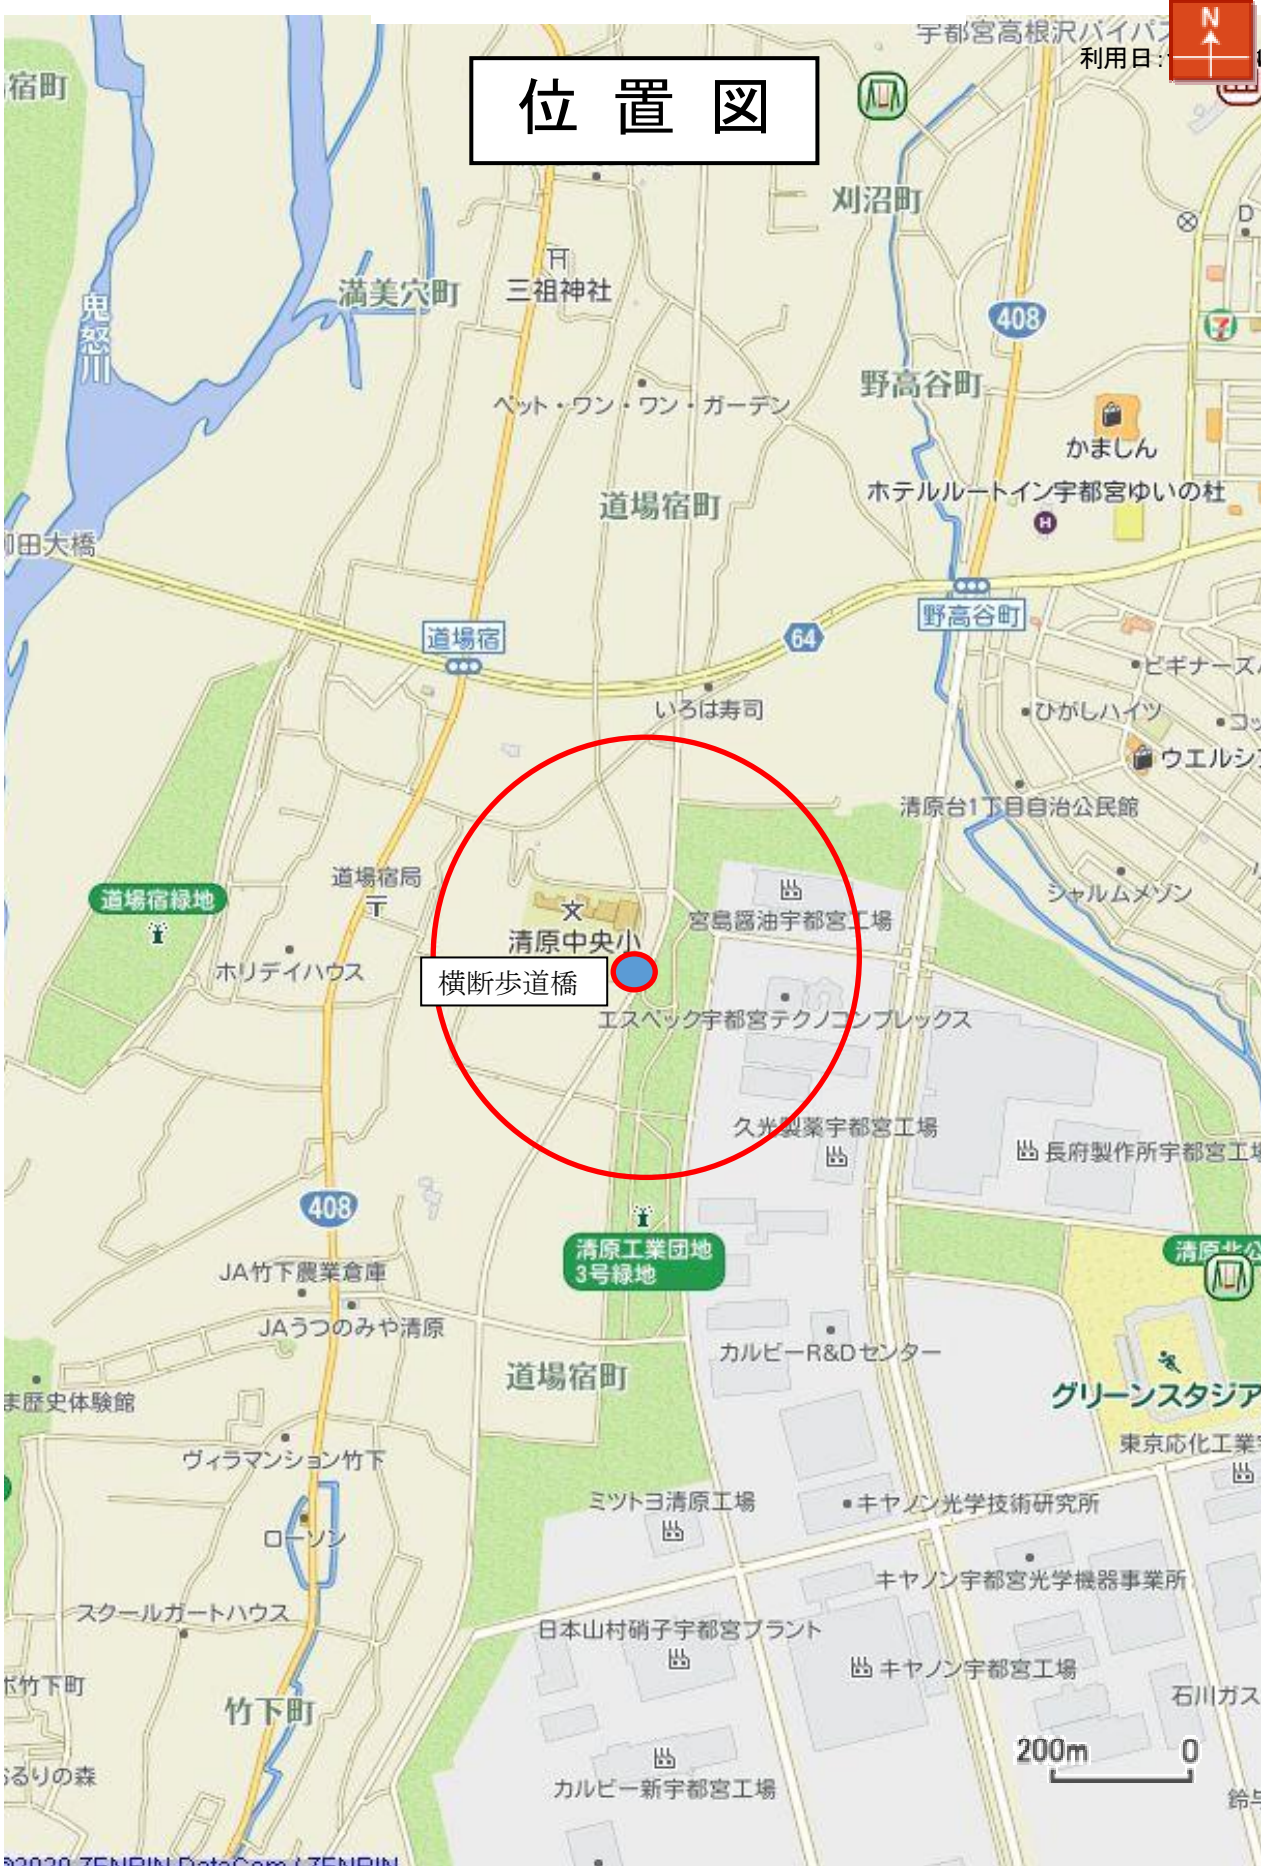 宇都宮高根沢バイパス
N
利用日:
宿町
位置図
刈沼町
D
三祖神社
満美穴町
鬼怒川
408
野高谷町
ペット・ワン・ワン・ガーデン
かましん
ホテルルートイン宇都宮ゆいの杜
H
道場宿町
田大橋
野高谷町
道場宿
64
ビギナーズ
いろは寿司
ひがしハイツ
コッ
ウエルシア
清原台1丁目自治公民館
道場宿局
道場宿緑地
シャルムメゾン
文
宮島醤油宇都宮工場
清原中央小
ホリデイハウス
横断歩道橋
エスペック宇都宮テクノコンプレックス
久光製薬宇都宮工場
長府製作所宇都宮工場
408
清原工業団地
3号緑地
清原北公
JA竹下農業倉庫
JAうつのみや清原
カルビーR&Dセンター
道場宿町
グリーンスタジア
ま歴史体験館
東京応化工業
ヴィラマンション竹下
ミツトヨ清原工場
キヤノン光学技術研究所
ローソン
キヤノン宇都宮光学機器事業所
スクールガートハウス
日本山村硝子宇都宮プラント
キヤノン宇都宮工場
竹下町
石川ガス
竹下町
200m 0
るりの森
カルビー新宇都宮工場
鈴与
©2020 ZENRIN DataCom / ZENRIN